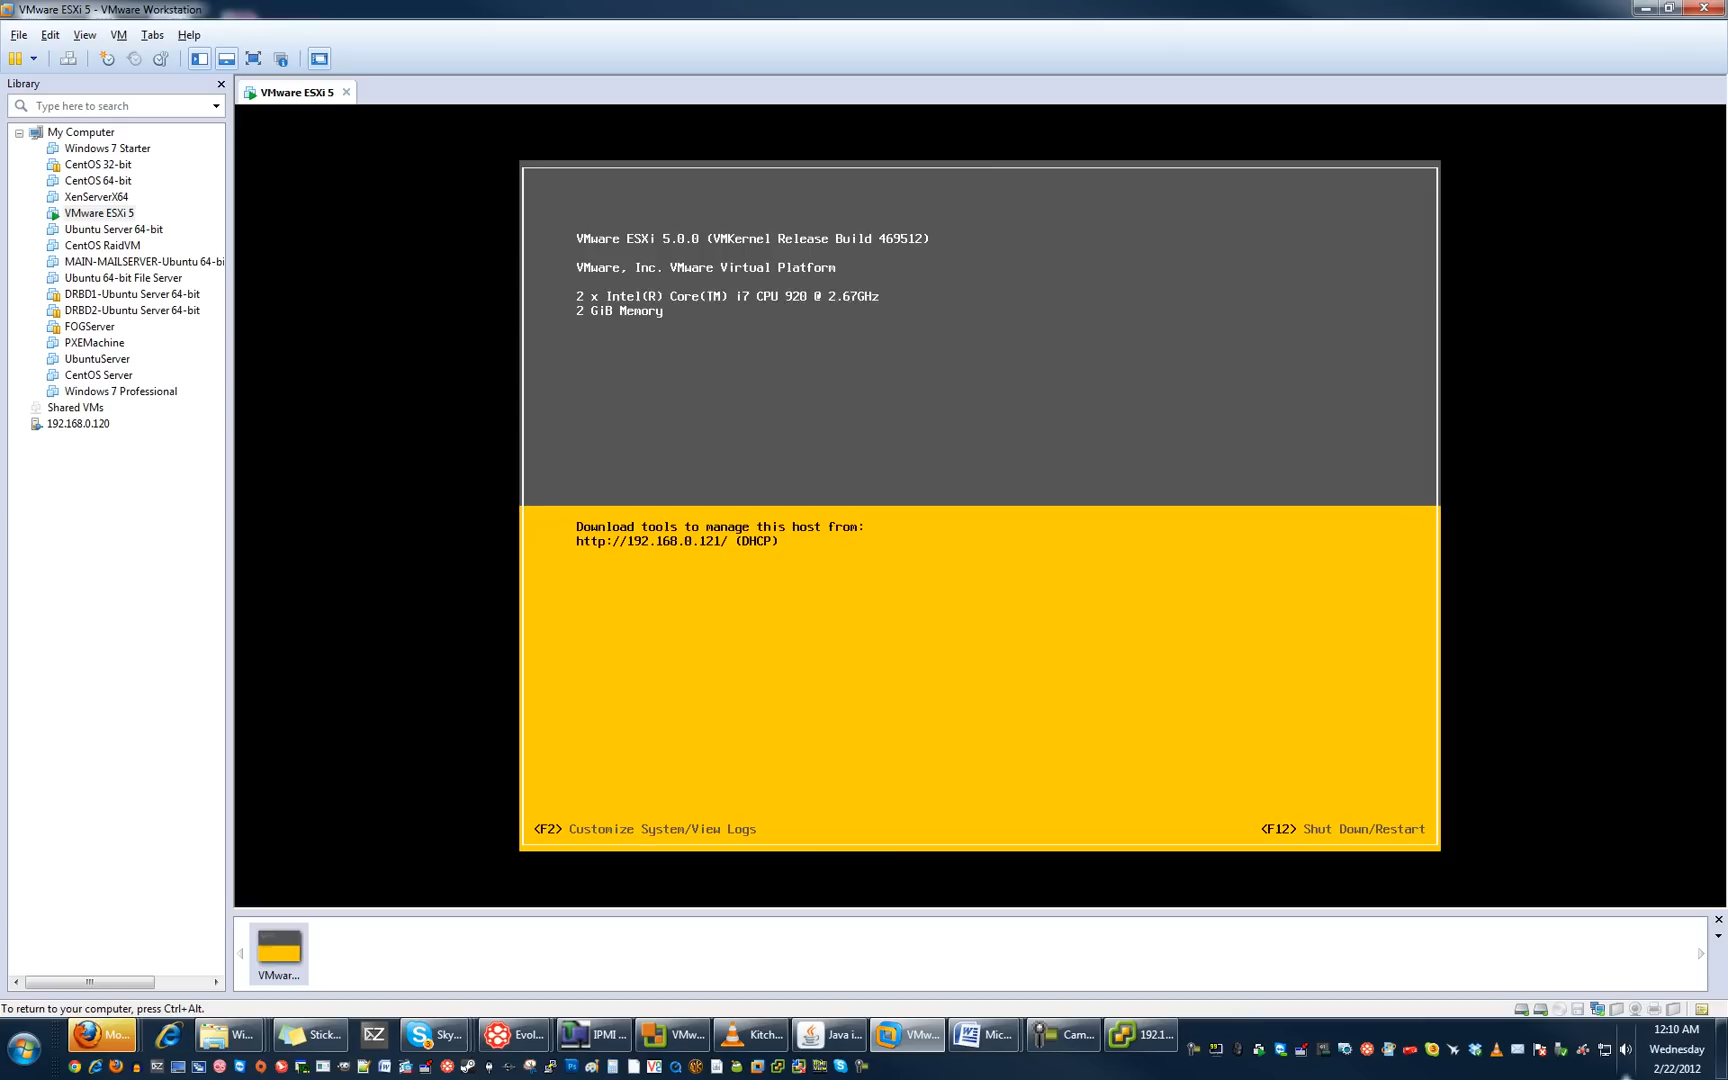 VMware ESXi 5 - VMware Workstation
File Edit View VM Tabs Help
Library
Type here to search
My Computer
Windows 7 Starter
CentOS 32-bit
CentOS 64-bit
XenServerX64
VMware ESXi 5
Ubuntu Server 64-bit
CentOS RaidVM
MAIN-MAILSERVER-Ubuntu 64-bi
Ubuntu 64-bit File Server
DRBD1-Ubuntu Server 64-bit
DRBD2-Ubuntu Server 64-bit
FOGServer
PXEMachine
UbuntuServer
CentOS Server
Windows 7 Professional
Shared VMs
192.168.0.120
VMware ESXi 5
VMware ESXi 5.0.0 (VMKernel Release Build 469512)
VMware, Inc. VMware Virtual Platform
2 x Intel(R) Core(TM) i7 CPU 920 @ 2.67GHz
2 GiB Memory
Download tools to manage this host from:
http://192.168.0.121/ (DHCP)
<F2> Customize System/View Logs
<F12> Shut Down/Restart
VMwar...
To return to your computer, press Ctrl+Alt.
Mo... Wi... Stick... Sky... Evol... IPMI ... VMw... Kitch... Java i... VMw... Mic... Cam... 192.1...
12:10 AM
Wednesday
2/22/2012